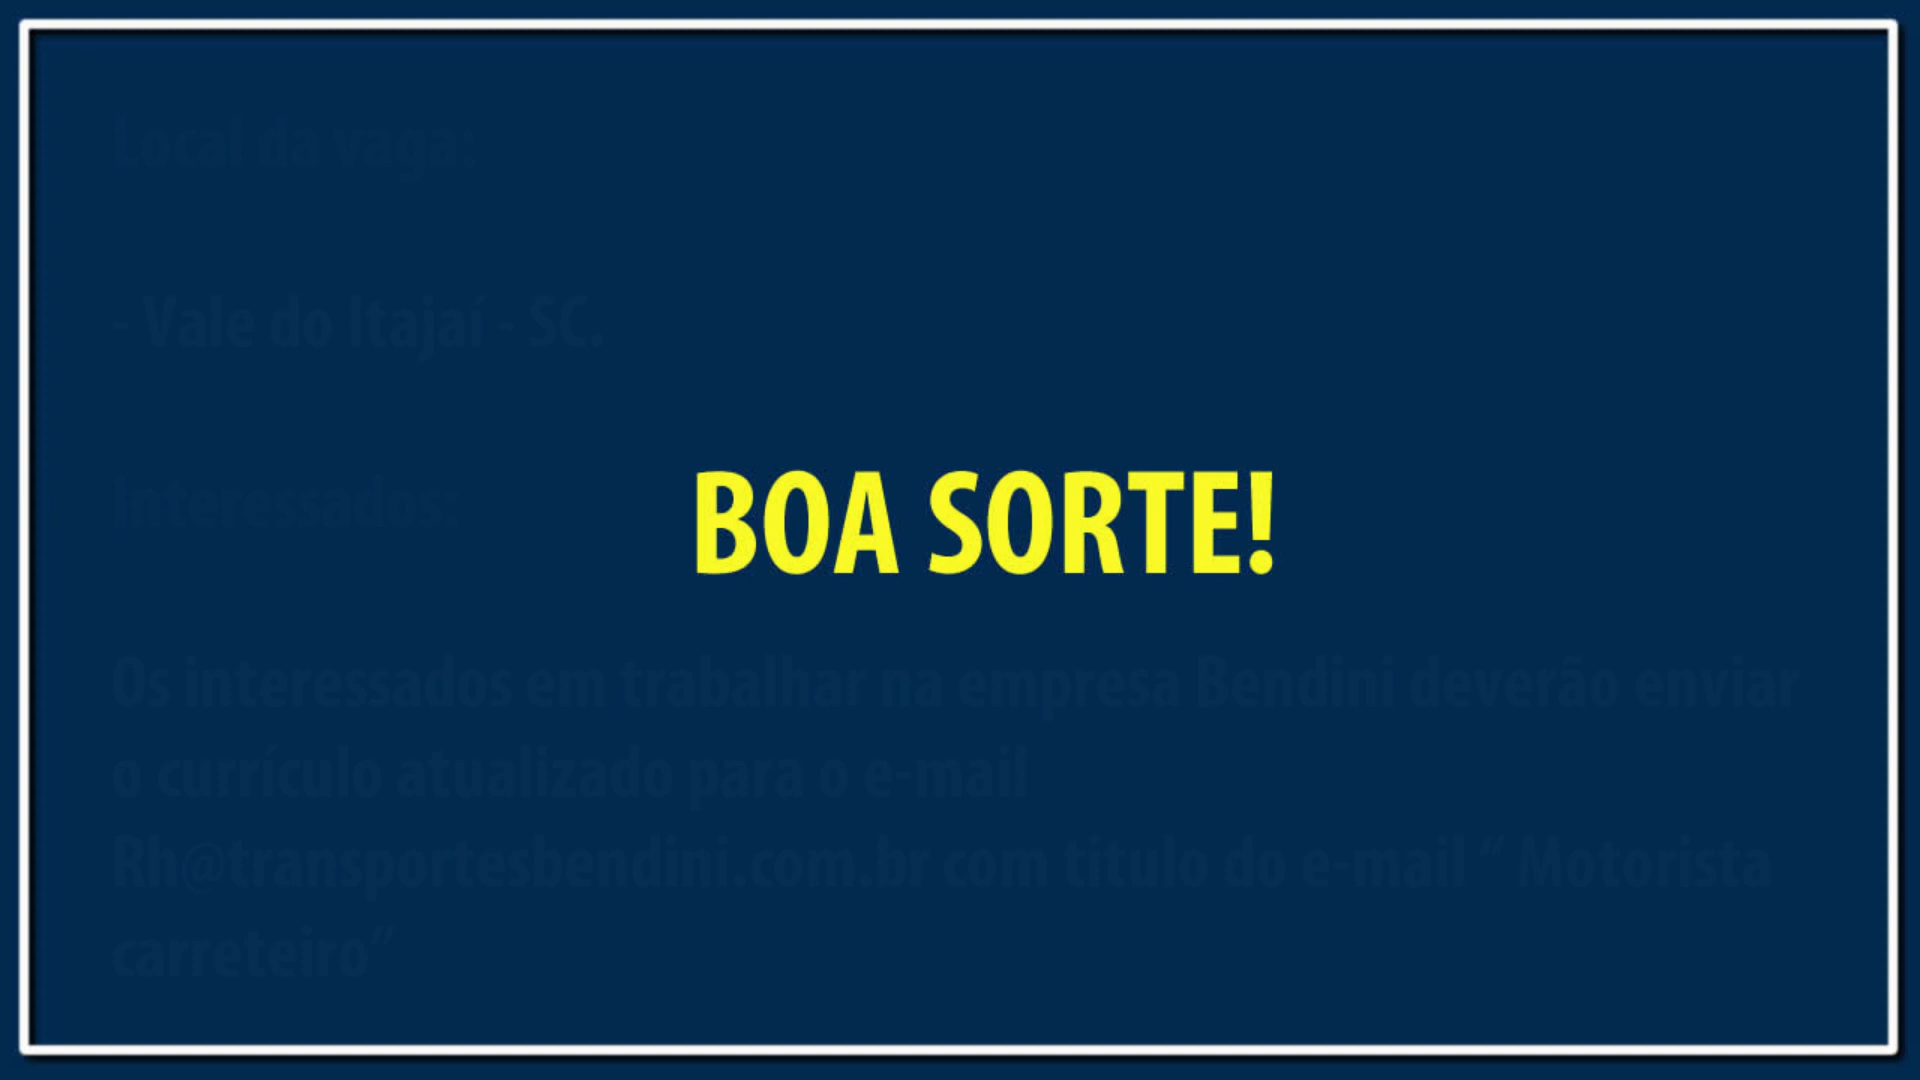 Local da vaga:
- Vale do Itajaí - SC.
Interessados:
BOA SORTE!
Os interessados em trabalhar na empresa Bendini deverão enviar
o currículo atualizado para o e-mail
Rh@transportesbendini.com.br com titulo do e-mail “ Motorista
carreteiro”